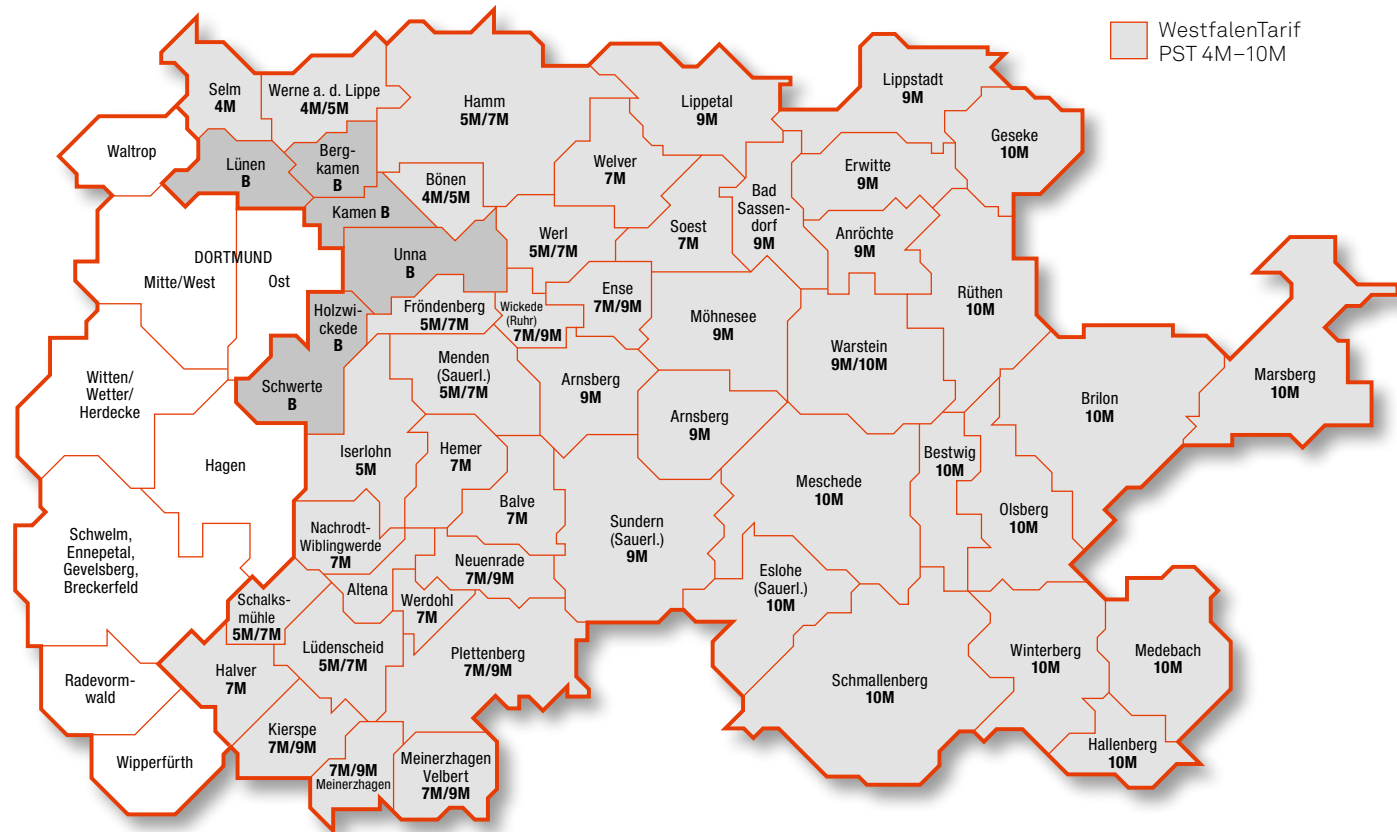 WestfalenTarif
PST 4M–10M
Selm
4M
Werne a. d. Lippe
4M/5M
Hamm
5M/7M
Lippetal
9M
Lippstadt
9M
Geseke
10M
Waltrop
Lünen
B
Berg-
kamen
B
Bönen
4M/5M
Welver
7M
Erwitte
9M
Bad
Sassen-
dorf
9M
Kamen B
Unna
B
Werl
5M/7M
Soest
7M
Anröchte
9M
DORTMUND
Mitte/West
Ost
Holzwi-
ckede
B
Fröndenberg
5M/7M
Wickede
(Ruhr)
7M/9M
Ense
7M/9M
Möhnesee
9M
Rüthen
10M
Warstein
9M/10M
Marsberg
10M
Brilon
10M
Witten/
Wetter/
Herdecke
Schwerte
B
Menden
(Sauerl.)
5M/7M
Arnsberg
9M
Arnsberg
9M
Hagen
Iserlohn
5M
Hemer
7M
Balve
7M
Meschede
10M
Bestwig
10M
Olsberg
10M
Schwelm,
Ennepetal,
Gevelsberg,
Breckerfeld
Nachrodt-
Wiblingwerde
7M
Sundern
(Sauerl.)
9M
Neuenrade
7M/9M
Altena
Werdohl
7M
Eslohe
(Sauerl.)
10M
Schalks-
mühle
5M/7M
Lüdenscheid
5M/7M
Plettenberg
7M/9M
Schmallenberg
10M
Winterberg
10M
Medebach
10M
Radevorm-
wald
Halver
7M
Kierspe
7M/9M
Wipperfürth
7M/9M
Meinerzhagen
Meinerzhagen
Velbert
7M/9M
Hallenberg
10M